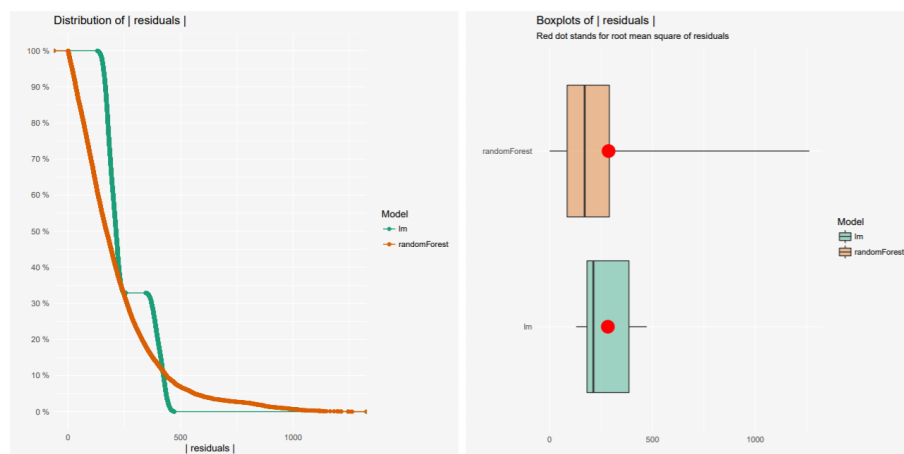 Distribution of | residuals |
100 %
90 %
80 %
70 %
60 %
50 %
40 %
30 %
20 %
10 %
0 %
0
500
1000
| residuals |
Model
lm
randomForest
Boxplots of | residuals |
Red dot stands for root mean square of residuals
randomForest
lm
0
500
1000
Model
lm
randomForest